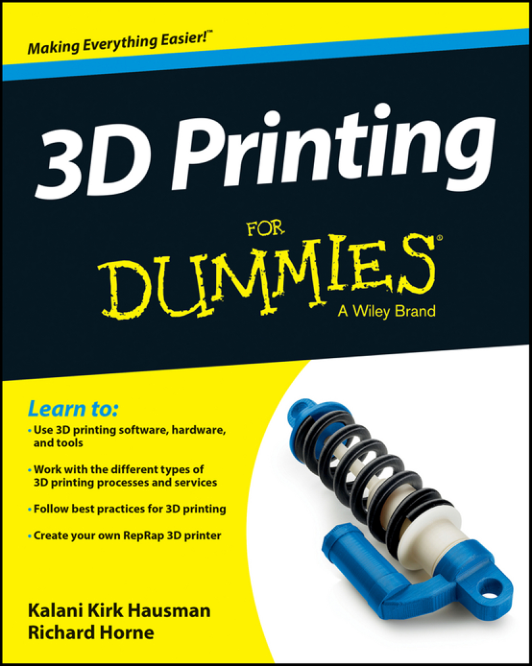 Making Everything Easier!™
3D Printing
FOR
DUMMIES®
A Wiley Brand
Learn to:
• Use 3D printing software, hardware,
and tools
• Work with the different types of
3D printing processes and services
• Follow best practices for 3D printing
• Create your own RepRap 3D printer
Kalani Kirk Hausman
Richard Horne